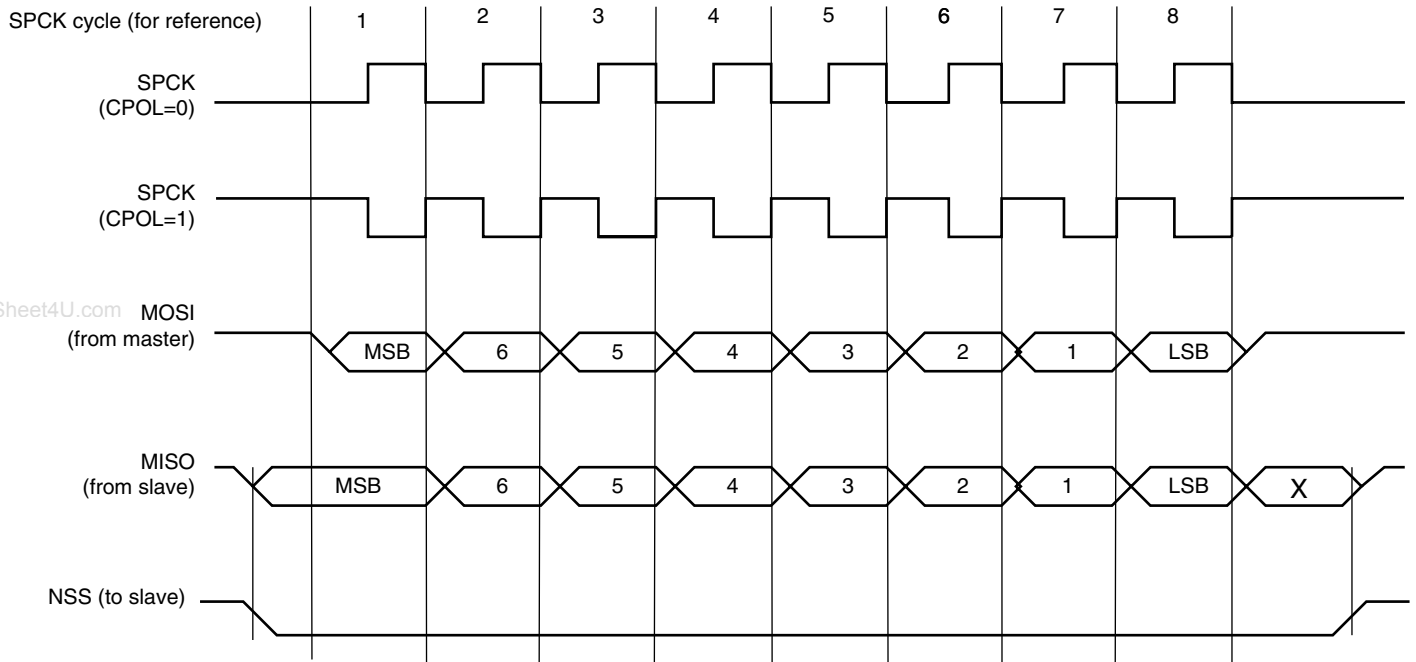 SPCK cycle (for reference) 1 2 3 4 5 6 7 8
SPCK
(CPOL=0)
SPCK
(CPOL=1)
Sheet4U.com
MOSI
(from master)
MSB 6 5 4 3 2 1 LSB
MISO
(from slave)
MSB 6 5 4 3 2 1 LSB X
NSS (to slave)